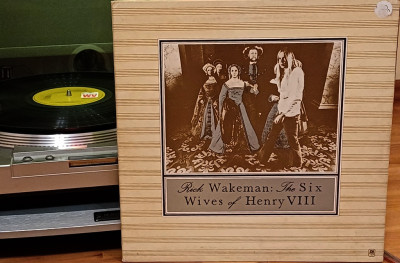 Rick Wakeman: The Six
Wives of Henry VIII